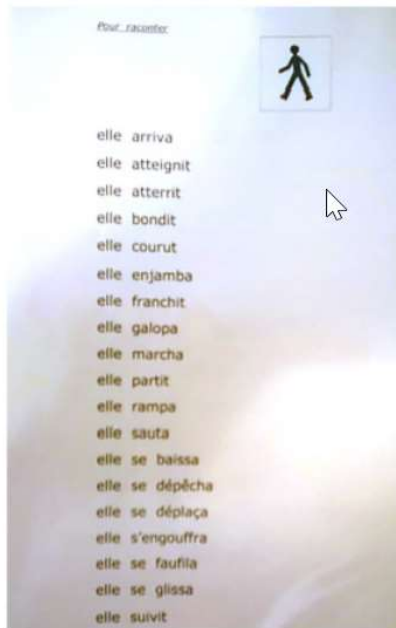 Pour raconter
elle arriva
elle atteignit
elle atterrit
elle bondit
elle courut
elle enjamba
elle franchit
elle galopa
elle marcha
elle partit
elle rampa
elle sauta
elle se baissa
elle se dépêcha
elle se déplaça
elle s'engouffra
elle se faufila
elle se glissa
elle suivit